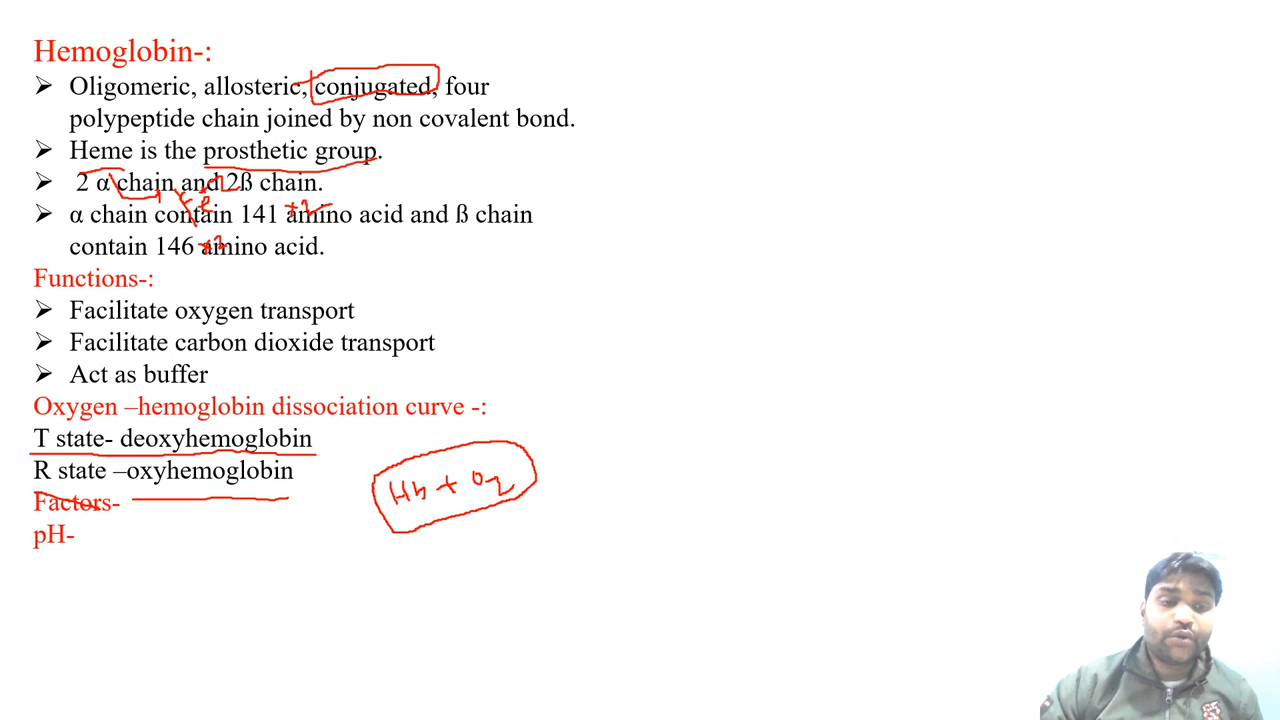 Hemoglobin-:
➢ Oligomeric, allosteric, conjugated, four
polypeptide chain joined by non covalent bond.
➢ Heme is the prosthetic group.
➢ 2 α chain and 2ß chain.
➢ α chain contain 141 amino acid and ß chain
contain 146 amino acid.
Functions-:
➢ Facilitate oxygen transport
➢ Facilitate carbon dioxide transport
➢ Act as buffer
Oxygen –hemoglobin dissociation curve -:
T state- deoxyhemoglobin
R state –oxyhemoglobin
Hb + O2
Factors-
pH-